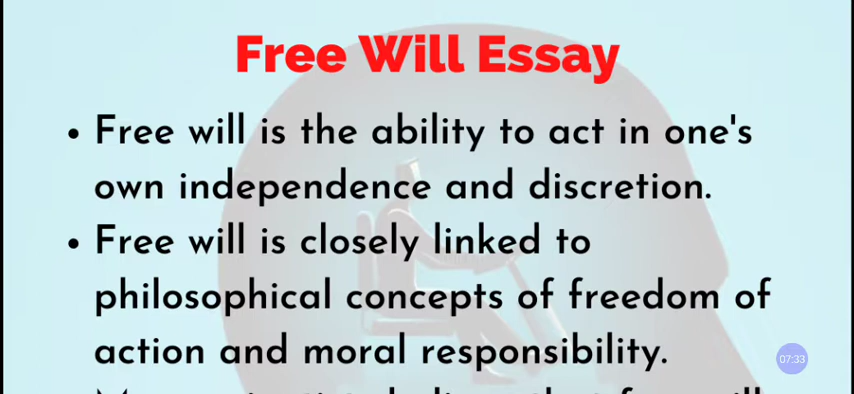 Free Will Essay
• Free will is the ability to act in one's
own independence and discretion.
• Free will is closely linked to
philosophical concepts of freedom of
action and moral responsibility.
07:33